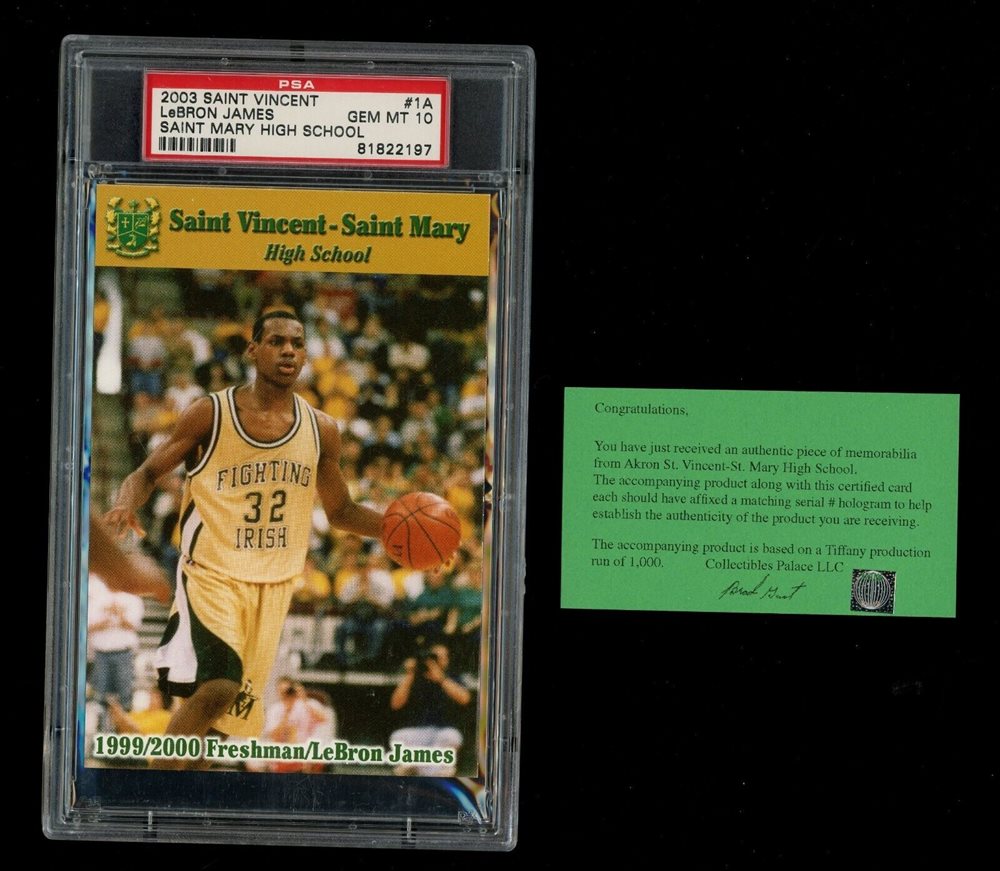 PSA
2003 SAINT VINCENT #1A
LeBRON JAMES GEM MT 10
SAINT MARY HIGH SCHOOL
81822197
Saint Vincent-Saint Mary
High School
FIGHTING
32
IRISH
1999/2000 Freshman/LeBron James
Congratulations,
You have just received an authentic piece of memorabilia
from Akron St. Vincent-St. Mary High School.
The accompanying product along with this certified card
each should have affixed a matching serial # hologram to help
establish the authenticity of the product you are receiving.
The accompanying product is based on a Tiffany production
run of 1,000. Collectibles Palace LLC